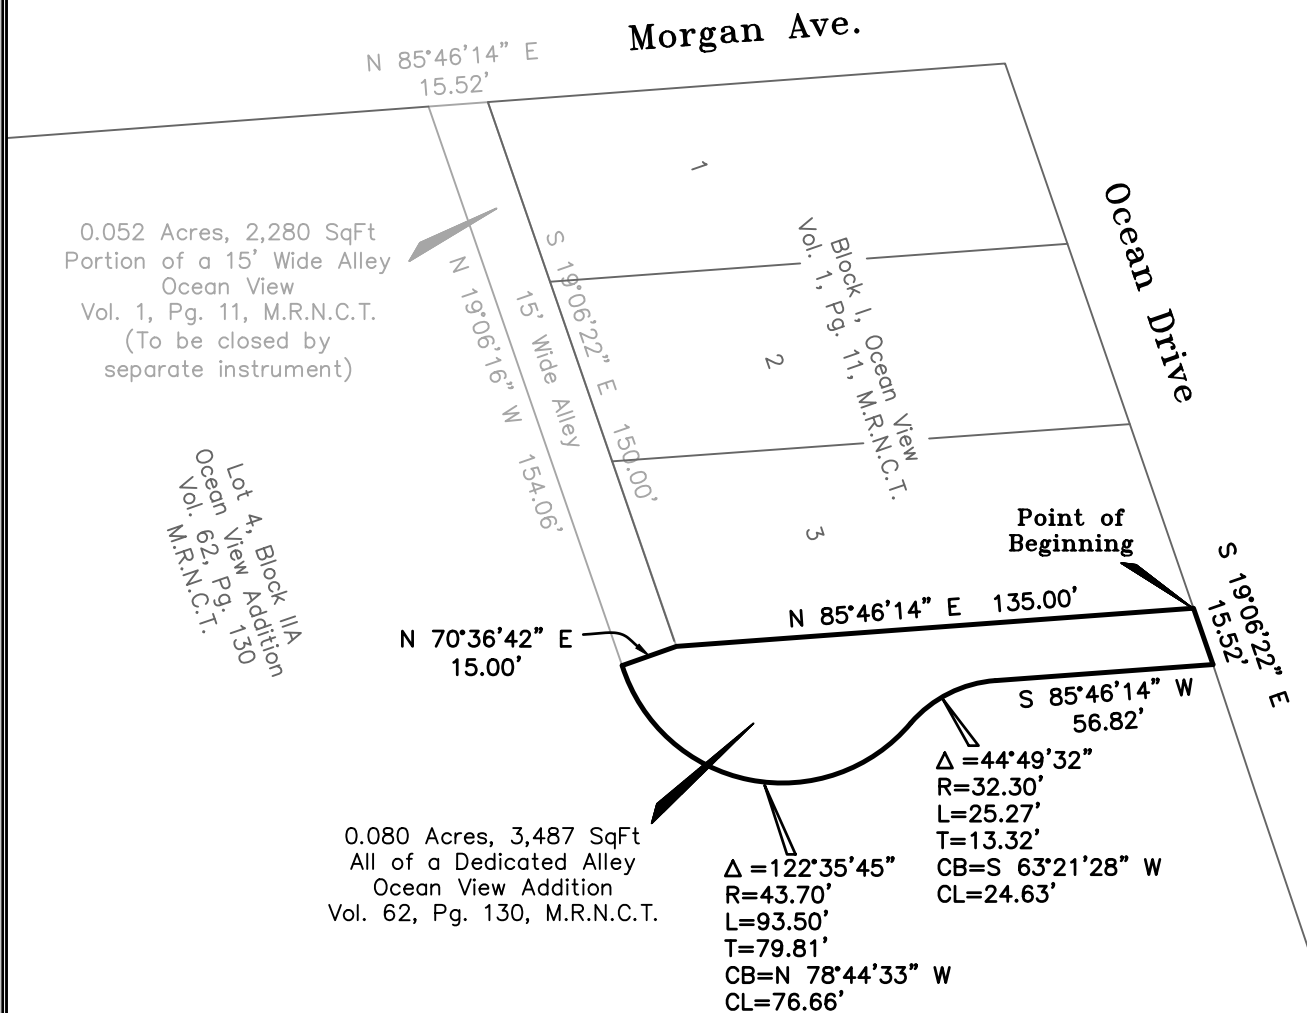 Morgan Ave.
N 85°46'14" E
15.52'
Ocean Drive
1
2
3
Block I, Ocean View
Vol. 1, Pg. 11, M.R.N.C.T.
0.052 Acres, 2,280 SqFt
Portion of a 15' Wide Alley
Ocean View
Vol. 1, Pg. 11, M.R.N.C.T.
(To be closed by
separate instrument)
S 19°06'22" E 150.00'
15' Wide Alley
N 19°06'16" W 154.06'
Lot 4, Block IIA
Ocean View Addition
Vol. 62, Pg. 130
M.R.N.C.T.
Point of
Beginning
S 19°06'22" E
15.52'
N 85°46'14" E 135.00'
N 70°36'42" E
15.00'
S 85°46'14" W
56.82'
Δ=44°49'32"
R=32.30'
L=25.27'
T=13.32'
CB=S 63°21'28" W
CL=24.63'
0.080 Acres, 3,487 SqFt
All of a Dedicated Alley
Ocean View Addition
Vol. 62, Pg. 130, M.R.N.C.T.
Δ=122°35'45"
R=43.70'
L=93.50'
T=79.81'
CB=N 78°44'33" W
CL=76.66'